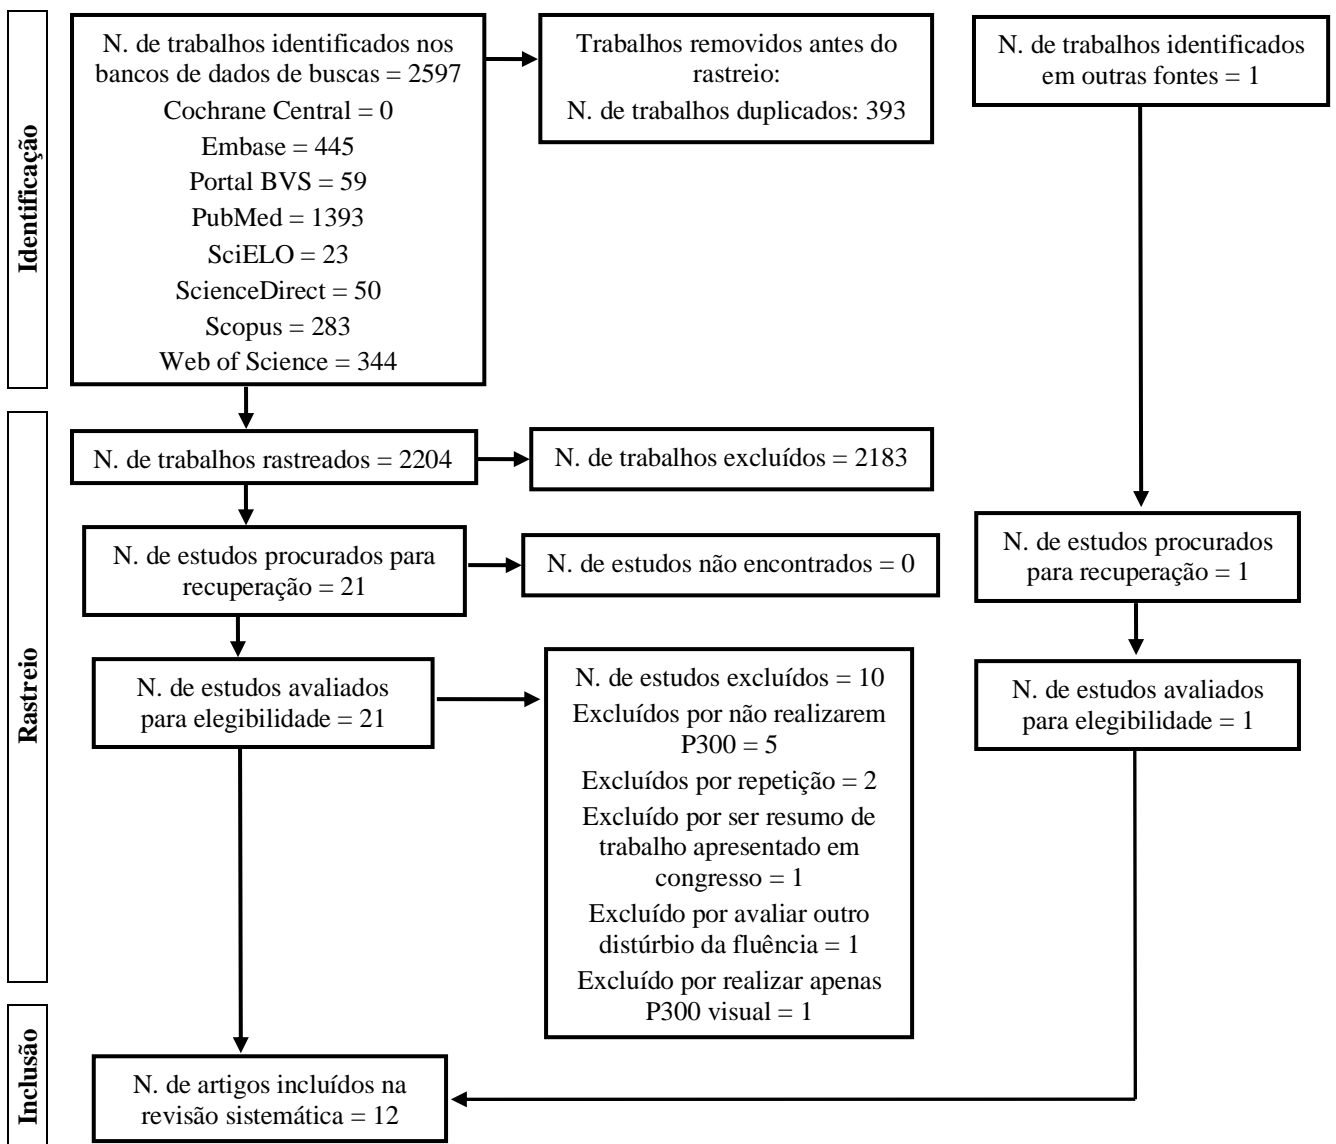 Identificação
N. de trabalhos identificados nos
bancos de dados de buscas = 2597
Cochrane Central = 0
Embase = 445
Portal BVS = 59
PubMed = 1393
SciELO = 23
ScienceDirect = 50
Scopus = 283
Web of Science = 344
Trabalhos removidos antes do
rastreio:
N. de trabalhos duplicados: 393
N. de trabalhos identificados
em outras fontes = 1
Rastreio
N. de trabalhos rastreados = 2204
N. de trabalhos excluídos = 2183
N. de estudos procurados para
recuperação = 21
N. de estudos não encontrados = 0
N. de estudos procurados
para recuperação = 1
N. de estudos avaliados
para elegibilidade = 21
N. de estudos excluídos = 10
Excluídos por não realizarem
P300 = 5
Excluídos por repetição = 2
Excluído por ser resumo de
trabalho apresentado em
congresso = 1
Excluído por avaliar outro
distúrbio da fluência = 1
Excluído por realizar apenas
P300 visual = 1
N. de estudos avaliados
para elegibilidade = 1
Inclusão
N. de artigos incluídos na
revisão sistemática = 12